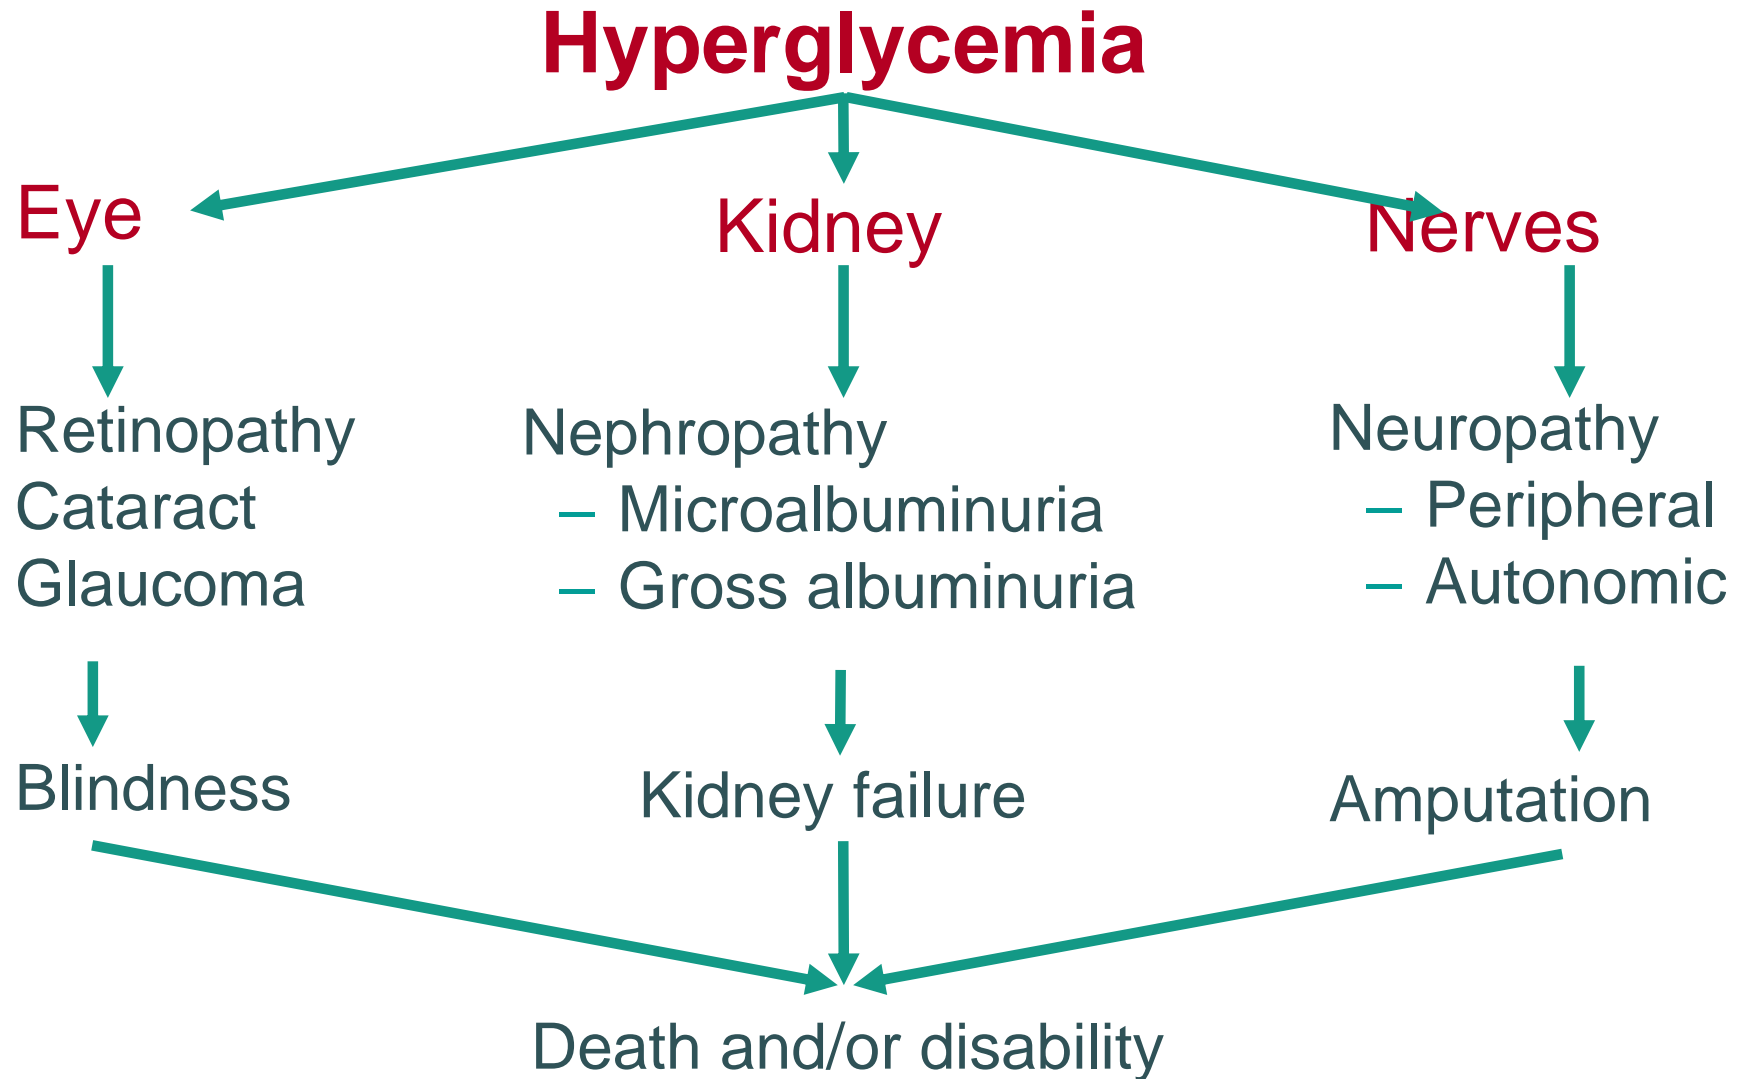 Hyperglycemia
Eye
Kidney
Nerves
Retinopathy
Cataract
Glaucoma
Nephropathy
– Microalbuminuria
– Gross albuminuria
Neuropathy
– Peripheral
– Autonomic
Blindness
Kidney failure
Amputation
Death and/or disability